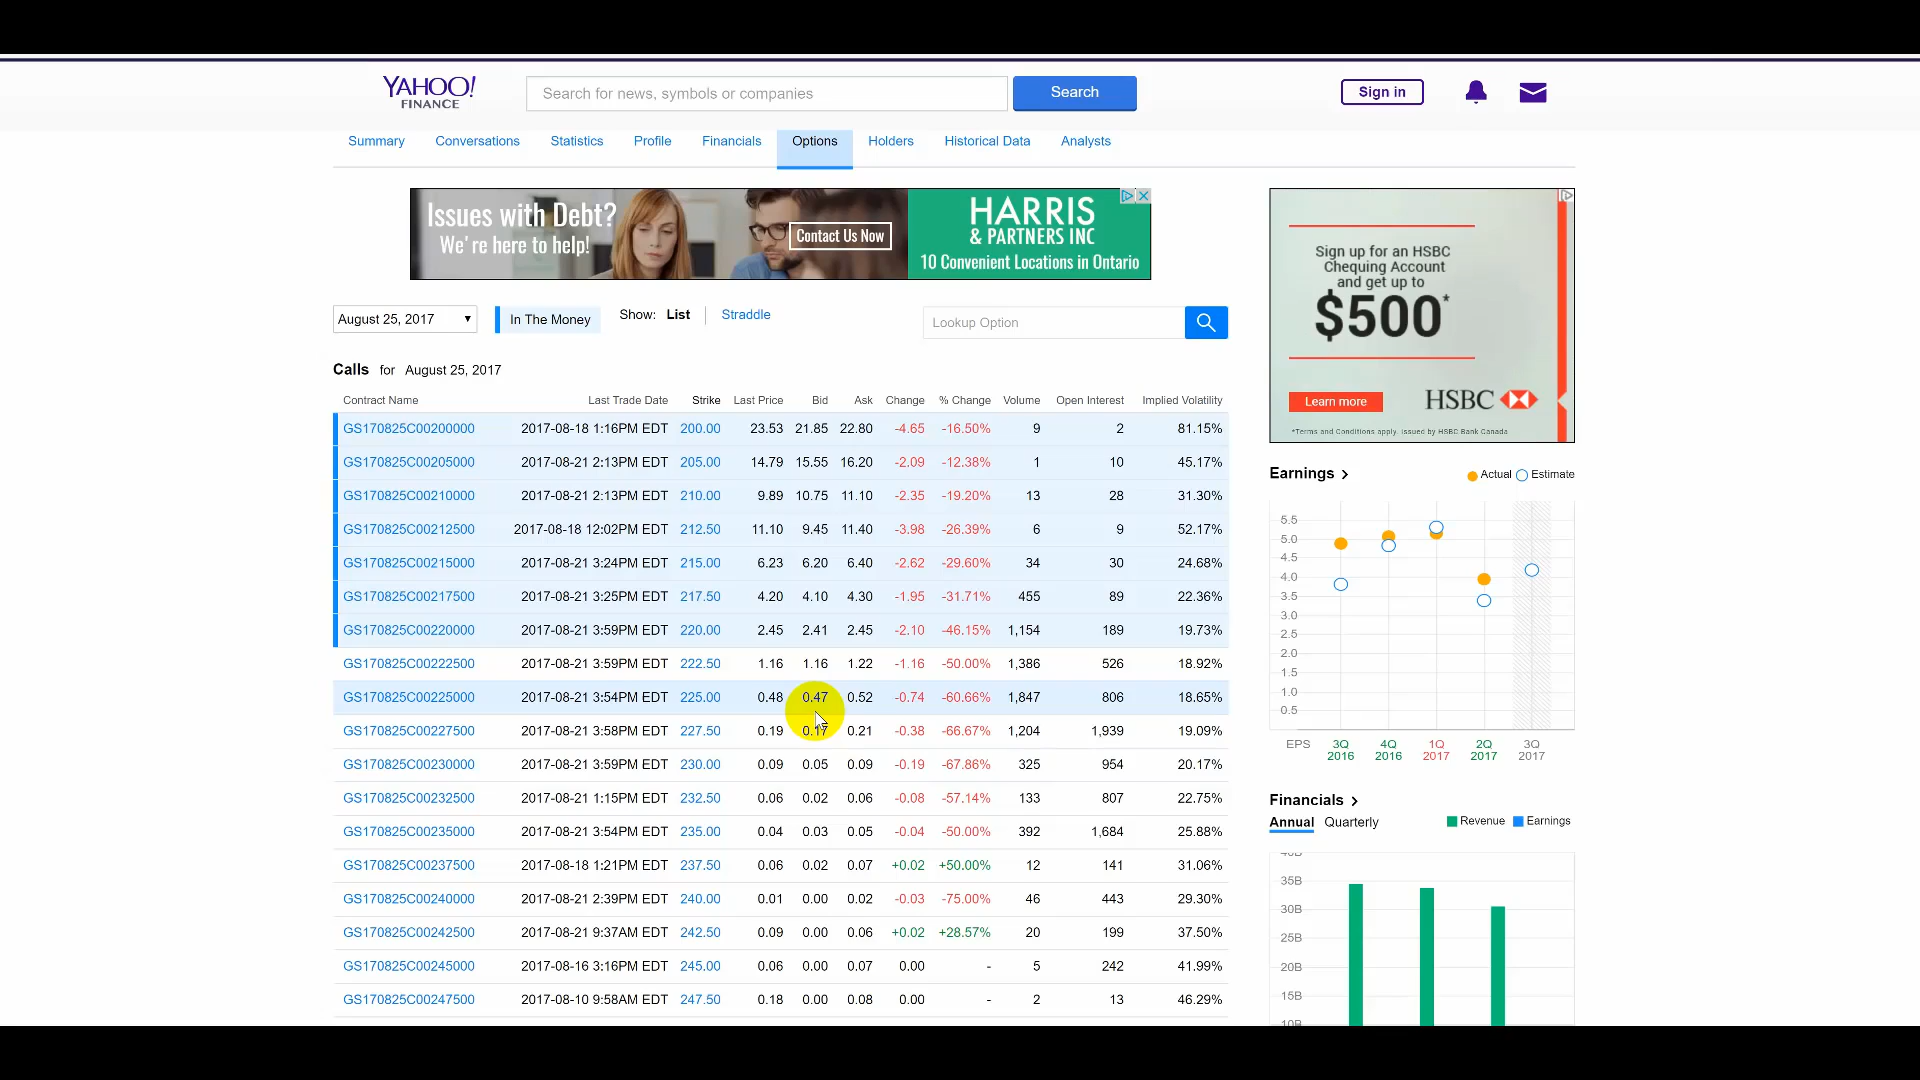 YAHOO!
FINANCE
Search for news, symbols or companies
Search
Sign in
Summary Conversations Statistics Profile Financials Options Holders Historical Data Analysts
Issues with Debt?
We're here to help!
Contact Us Now
HARRIS
& PARTNERS INC
10 Convenient Locations in Ontario
August 25, 2017
In The Money
Show: List Straddle
Lookup Option
Calls for August 25, 2017
Contract Name Last Trade Date Strike Last Price Bid Ask Change % Change Volume Open Interest Implied Volatility
GS170825C00200000 2017-08-18 1:16PM EDT 200.00 23.53 21.85 22.80 -4.65 -16.50% 9 2 81.15%
GS170825C00205000 2017-08-21 2:13PM EDT 205.00 14.79 15.55 16.20 -2.09 -12.38% 1 10 45.17%
GS170825C00210000 2017-08-21 2:13PM EDT 210.00 9.89 10.75 11.10 -2.35 -19.20% 13 28 31.30%
GS170825C00212500 2017-08-18 12:02PM EDT 212.50 11.10 9.45 11.40 -3.98 -26.39% 6 9 52.17%
GS170825C00215000 2017-08-21 3:24PM EDT 215.00 6.23 6.20 6.40 -2.62 -29.60% 34 30 24.68%
GS170825C00217500 2017-08-21 3:25PM EDT 217.50 4.20 4.10 4.30 -1.95 -31.71% 455 89 22.36%
GS170825C00220000 2017-08-21 3:59PM EDT 220.00 2.45 2.41 2.45 -2.10 -46.15% 1,154 189 19.73%
GS170825C00222500 2017-08-21 3:59PM EDT 222.50 1.16 1.16 1.22 -1.16 -50.00% 1,386 526 18.92%
GS170825C00225000 2017-08-21 3:54PM EDT 225.00 0.48 0.47 0.52 -0.74 -60.66% 1,847 806 18.65%
GS170825C00227500 2017-08-21 3:58PM EDT 227.50 0.19 0.17 0.21 -0.38 -66.67% 1,204 1,939 19.09%
GS170825C00230000 2017-08-21 3:59PM EDT 230.00 0.09 0.05 0.09 -0.19 -67.86% 325 954 20.17%
GS170825C00232500 2017-08-21 1:15PM EDT 232.50 0.06 0.02 0.06 -0.08 -57.14% 133 807 22.75%
GS170825C00235000 2017-08-21 3:54PM EDT 235.00 0.04 0.03 0.05 -0.04 -50.00% 392 1,684 25.88%
GS170825C00237500 2017-08-18 1:21PM EDT 237.50 0.06 0.02 0.07 +0.02 +50.00% 12 141 31.06%
GS170825C00240000 2017-08-21 2:39PM EDT 240.00 0.01 0.00 0.02 -0.03 -75.00% 46 443 29.30%
GS170825C00242500 2017-08-21 9:37AM EDT 242.50 0.09 0.00 0.06 +0.02 +28.57% 20 199 37.50%
GS170825C00245000 2017-08-16 3:16PM EDT 245.00 0.06 0.00 0.07 0.00 - 5 242 41.99%
GS170825C00247500 2017-08-10 9:58AM EDT 247.50 0.18 0.00 0.08 0.00 - 2 13 46.29%
Sign up for an HSBC
Chequing Account
and get up to
$500*
Learn more
HSBC
*Terms and Conditions apply. Issued by HSBC Bank Canada
Earnings
Actual Estimate
5.5
5.0
4.5
4.0
3.5
3.0
2.5
2.0
1.5
1.0
0.5
EPS 3Q 4Q 1Q 2Q 3Q
2016 2016 2017 2017 2017
Financials
Annual Quarterly
Revenue Earnings
40B
35B
30B
25B
20B
15B
10B